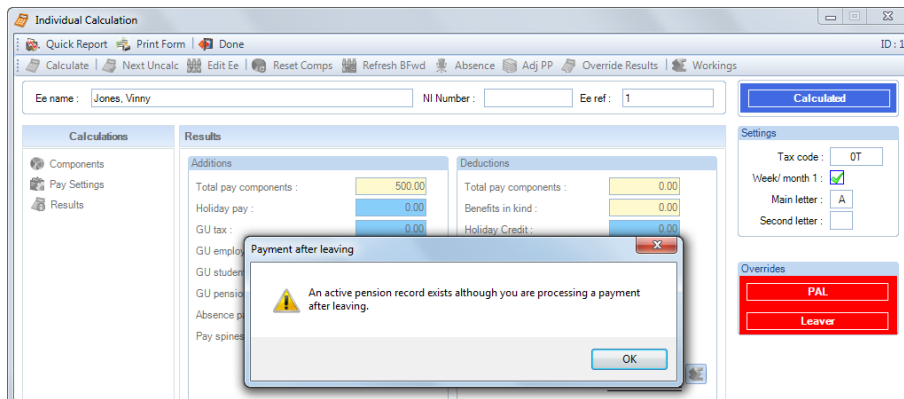 Individual Calculation
Quick Report Print Form Done ID : 1
Calculate Next Uncalc Edit Ee Reset Comps Refresh BFwd Absence Adj PP Override Results Workings
Ee name : Jones, Vinny NI Number : Ee ref : 1 Calculated
Calculations Results Settings
Additions Deductions
Components Tax code : 0T
Pay Settings Total pay components : 500.00 Total pay components : 0.00 Week/ month 1 :
Results Holiday pay : 0.00 Benefits in kind : 0.00 Main letter : A
GU tax : 0.00 Holiday Credit : 0.00 Second letter :
GU employ
Payment after leaving
GU student
Overrides
GU pensio
An active pension record exists although you are processing a payment
after leaving.
PAL
Absence p
Leaver
Pay spines
OK